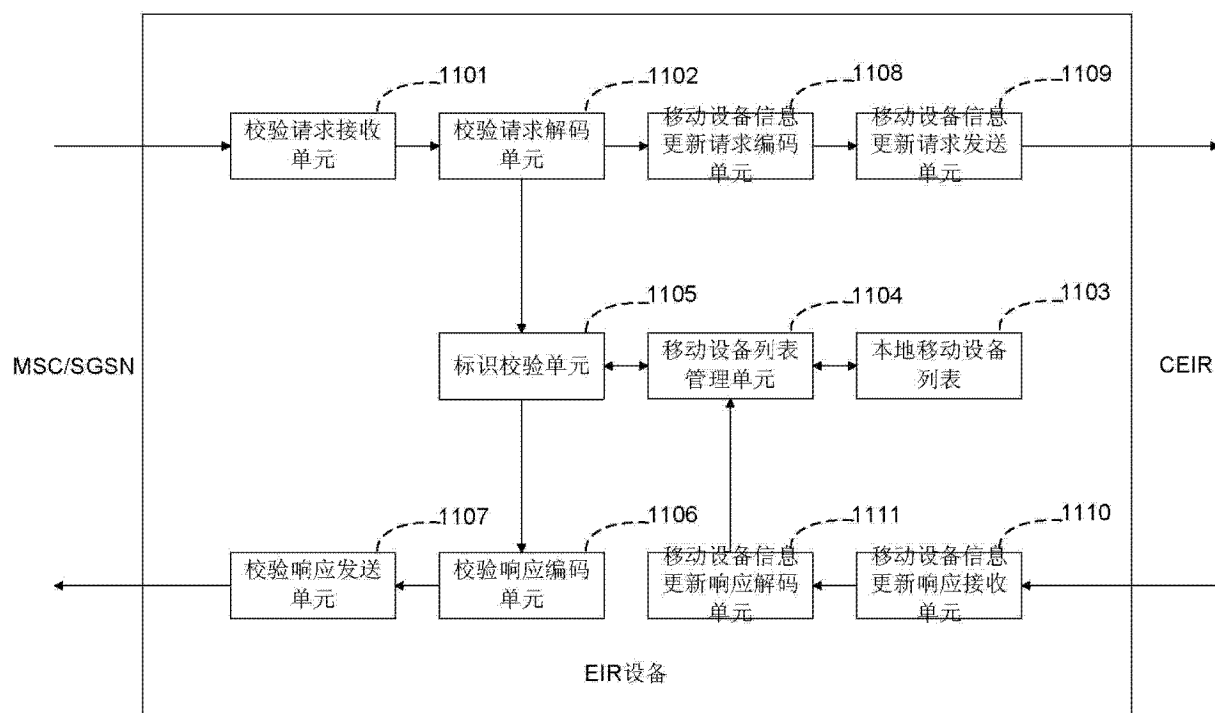 1101
1102
1108
1109
校验请求接收
单元
校验请求解码
单元
移动设备信息
更新请求编码
单元
移动设备信息
更新请求发送
单元
1105
1104
1103
MSC/SGSN
标识校验单元
移动设备列表
管理单元
本地移动设备
列表
CEIR
1107
1106
1111
1110
校验响应发送
单元
校验响应编码
单元
移动设备信息
更新响应解码
单元
移动设备信息
更新响应接收
单元
EIR设备